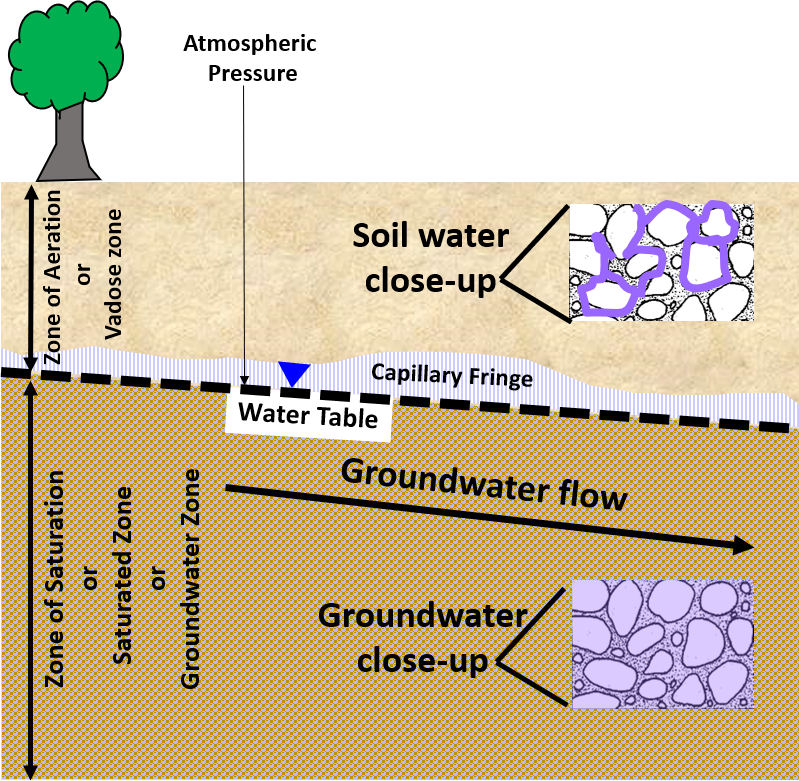 Atmospheric
Pressure
Zone of Aeration
or
Vadose zone
Soil water
close-up
Capillary Fringe
Water Table
Groundwater flow
Zone of Saturation
or
Saturated Zone
or
Groundwater Zone
Groundwater
close-up